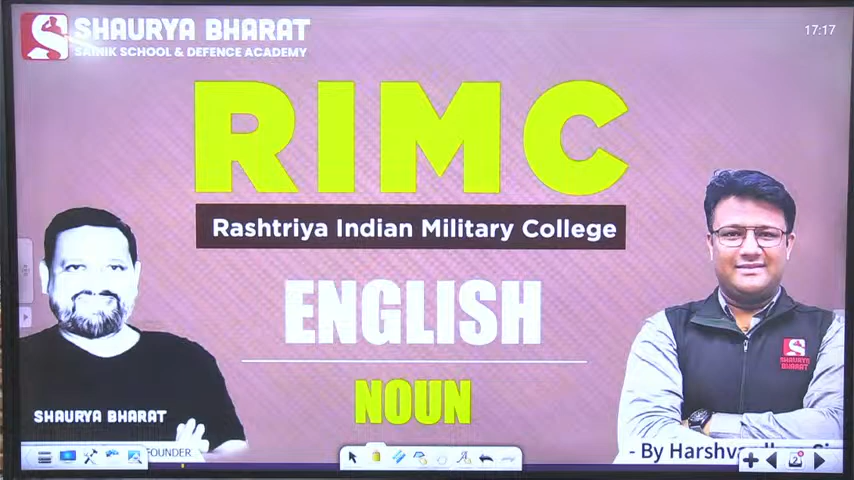 SHAURYA BHARAT
SAINIK SCHOOL & DEFENCE ACADEMY
17:17
RIMC
Rashtriya Indian Military College
ENGLISH
NOUN
SHAURYA BHARAT
SHAURYA
BHARAT
FOUNDER
- By
2